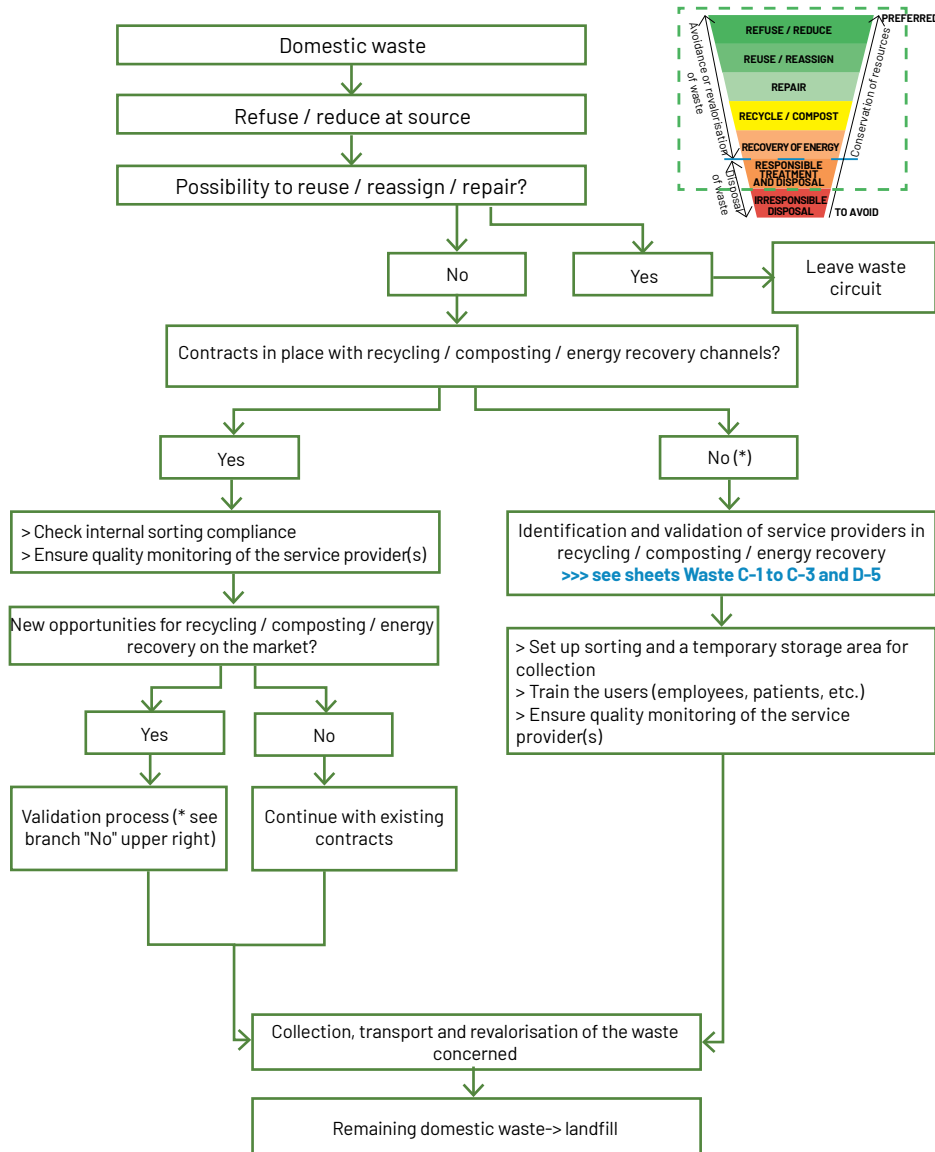 Domestic waste
Refuse / reduce at source
Possibility to reuse / reassign / repair?
PREFERRED
REFUSE / REDUCE
REUSE / REASSIGN
REPAIR
RECYCLE / COMPOST
RECOVERY OF ENERGY
RESPONSIBLE
TREATMENT
AND DISPOSAL
IRRESPONSIBLE
DISPOSAL
TO AVOID
Avoidance or revalorisation
of waste
Disposal
of waste
Conservation of resources
No
Yes
Leave waste
circuit
Contracts in place with recycling / composting / energy recovery channels?
Yes
No (*)
> Check internal sorting compliance
> Ensure quality monitoring of the service provider(s)
Identification and validation of service providers in
recycling / composting / energy recovery
>>> see sheets Waste C-1 to C-3 and D-5
New opportunities for recycling / composting / energy
recovery on the market?
> Set up sorting and a temporary storage area for
collection
> Train the users (employees, patients, etc.)
> Ensure quality monitoring of the service
provider(s)
Yes
No
Validation process (* see
branch "No" upper right)
Continue with existing
contracts
Collection, transport and revalorisation of the waste
concerned
Remaining domestic waste-> landfill